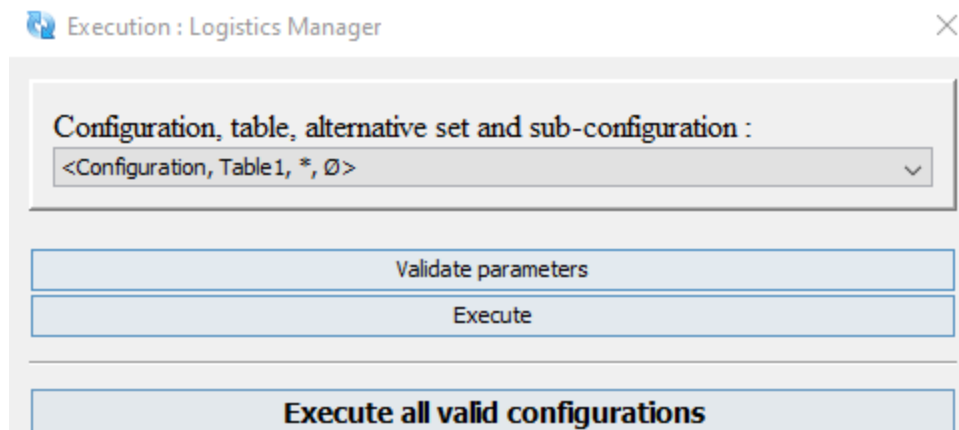 Execution : Logistics Manager
Configuration, table, alternative set and sub-configuration :
<Configuration, Table1, *, Ø>
Validate parameters
Execute
Execute all valid configurations